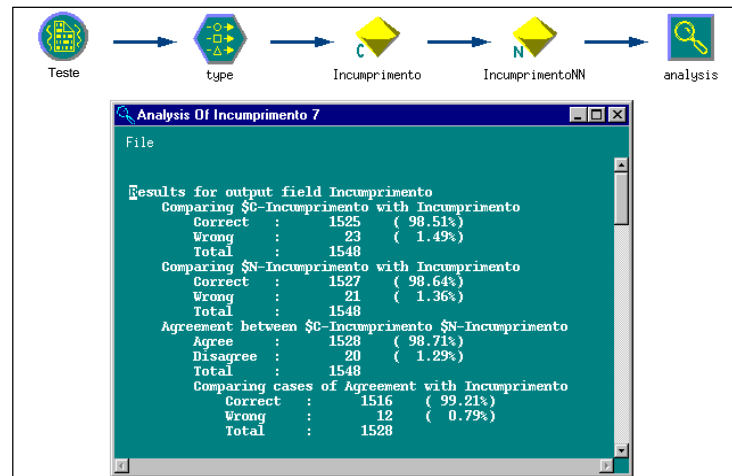 Teste
type
C
Incumprimento
N
IncumprimentoNN
analysis
Analysis Of Incumprimento 7
File
Results for output field Incumprimento
Comparing $C-Incumprimento with Incumprimento
Correct : 1525 ( 98.51%)
Wrong : 23 ( 1.49%)
Total : 1548
Comparing $N-Incumprimento with Incumprimento
Correct : 1527 ( 98.64%)
Wrong : 21 ( 1.36%)
Total : 1548
Agreement between $C-Incumprimento $N-Incumprimento
Agree : 1528 ( 98.71%)
Disagree : 20 ( 1.29%)
Total : 1548
Comparing cases of Agreement with Incumprimento
Correct : 1516 ( 99.21%)
Wrong : 12 ( 0.79%)
Total : 1528